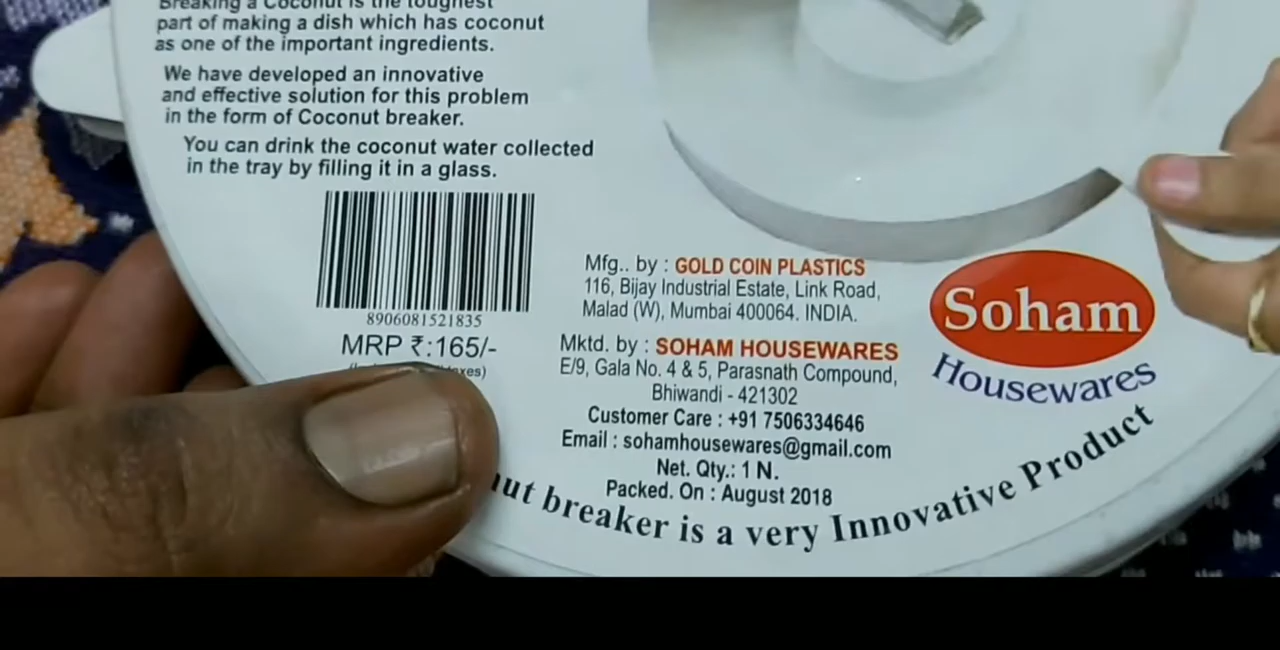 Breaking a Coconut is the toughest
part of making a dish which has coconut
as one of the important ingredients.
We have developed an innovative
and effective solution for this problem
in the form of Coconut breaker.
You can drink the coconut water collected
in the tray by filling it in a glass.
8906081521835
MRP ₹:165/-
Mfg.. by : GOLD COIN PLASTICS
116, Bijay Industrial Estate, Link Road,
Malad (W), Mumbai 400064. INDIA.
Mktd. by : SOHAM HOUSEWARES
E/9, Gala No. 4 & 5, Parasnath Compound,
Bhiwandi - 421302
Customer Care : +91 7506334646
Email : sohamhousewares@gmail.com
Net. Qty.: 1 N.
Packed. On : August 2018
Soham
Housewares
breaker is a very Innovative Product